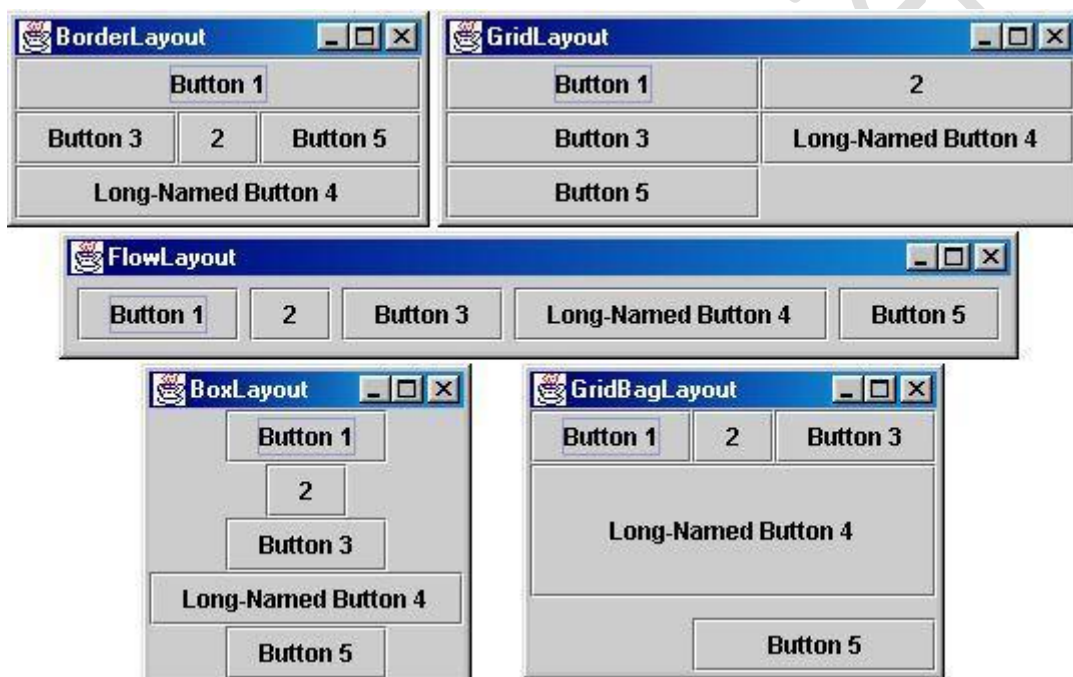 BorderLayout
Button 1
Button 3 2 Button 5
Long-Named Button 4
GridLayout
Button 1 2
Button 3 Long-Named Button 4
Button 5
FlowLayout
Button 1 2 Button 3 Long-Named Button 4 Button 5
BoxLayout
Button 1
2
Button 3
Long-Named Button 4
Button 5
GridBagLayout
Button 1 2 Button 3
Long-Named Button 4
Button 5